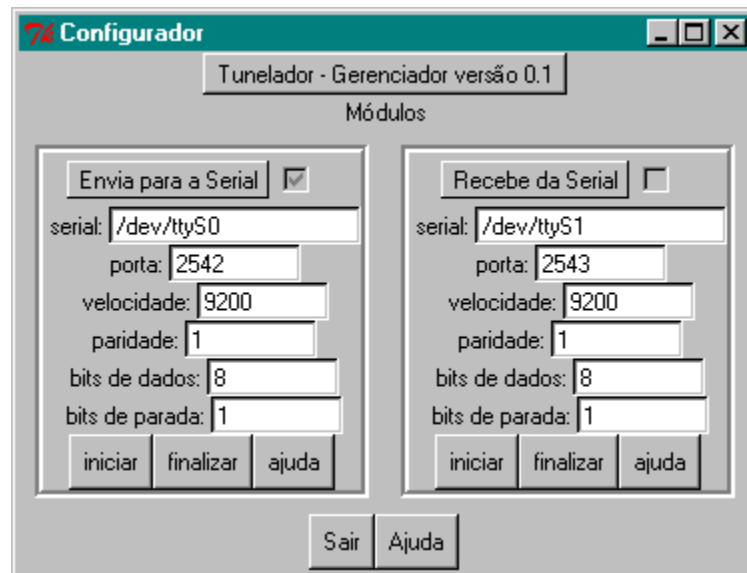 7k Configurador
Tunelador - Gerenciador versão 0.1
Módulos
Envia para a Serial
serial: /dev/ttyS0
porta: 2542
velocidade: 9200
paridade: 1
bits de dados: 8
bits de parada: 1
iniciar finalizar ajuda
Recebe da Serial
serial: /dev/ttyS1
porta: 2543
velocidade: 9200
paridade: 1
bits de dados: 8
bits de parada: 1
iniciar finalizar ajuda
Sair Ajuda